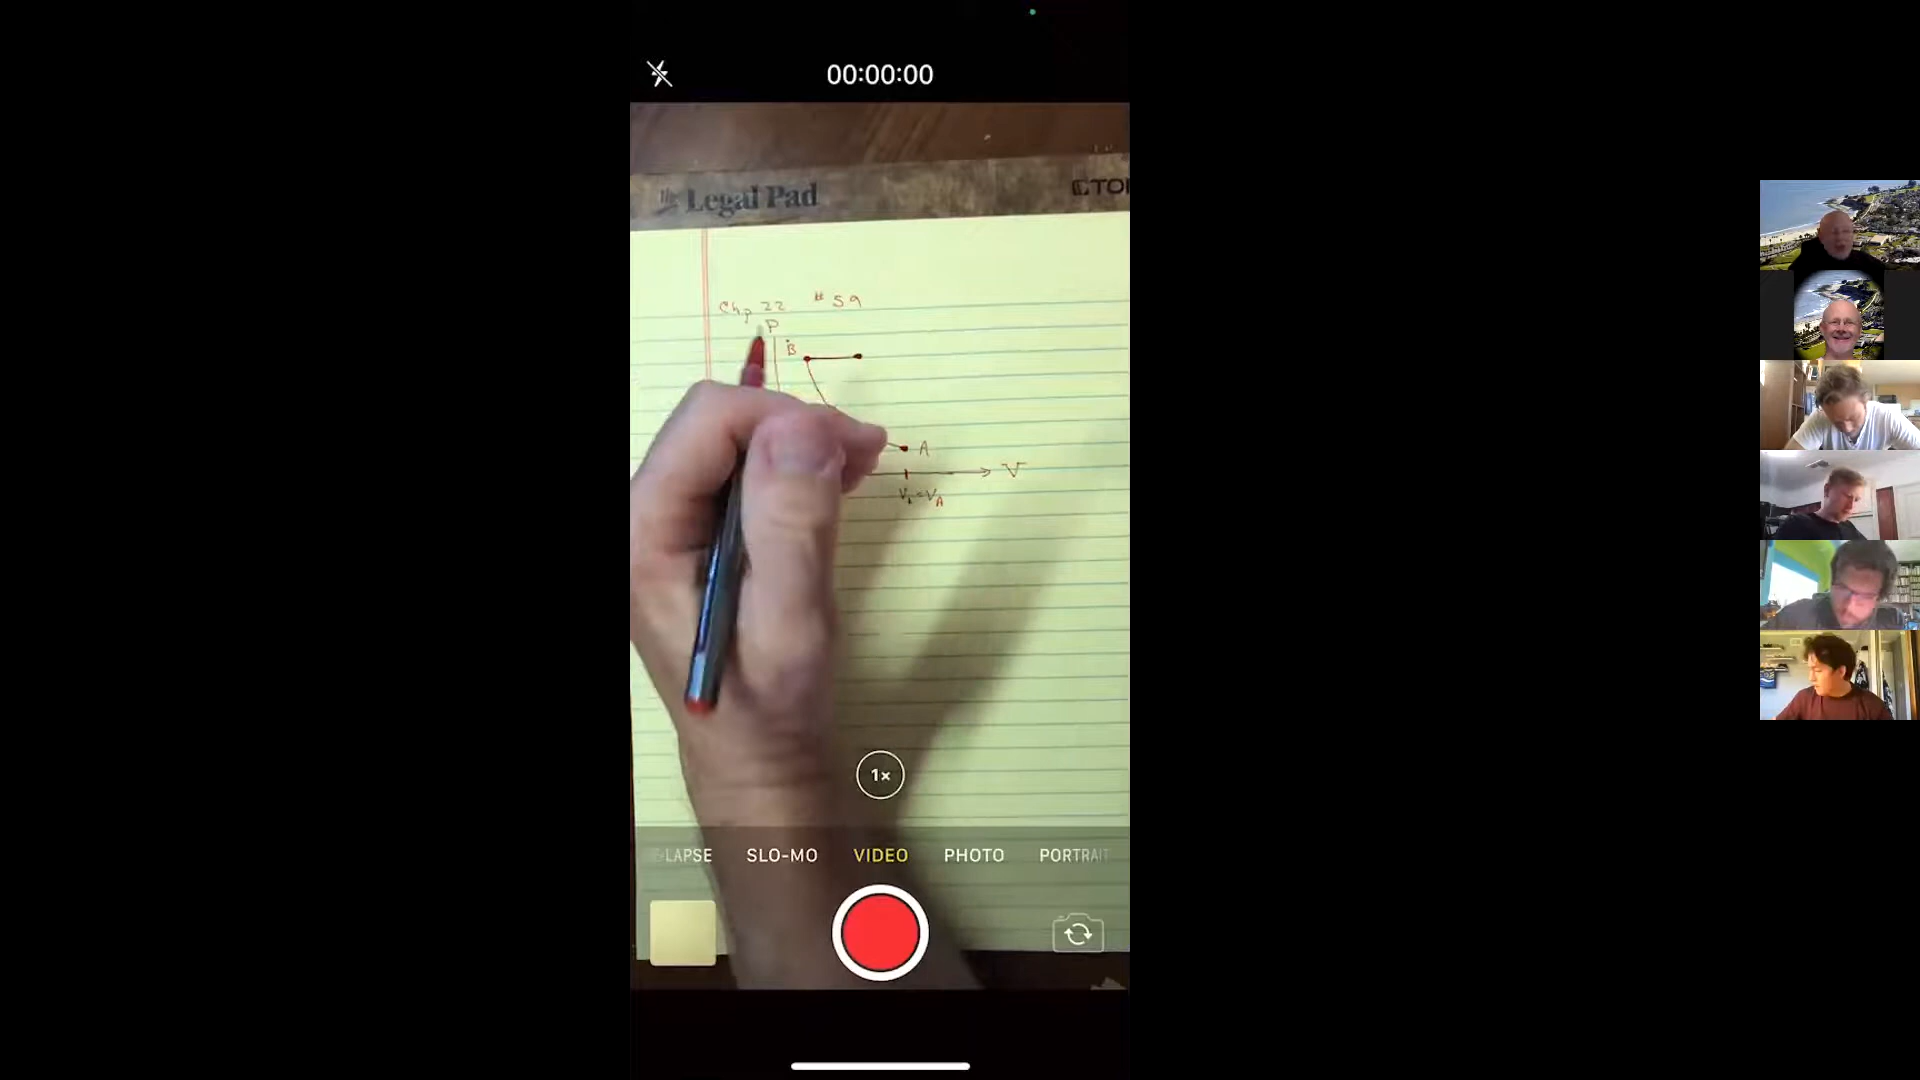 00:00:00
Legal Pad
Chp 22 # 59
P
B
A
V
V₁ = V_A
1×
SLO-MO
VIDEO
PHOTO